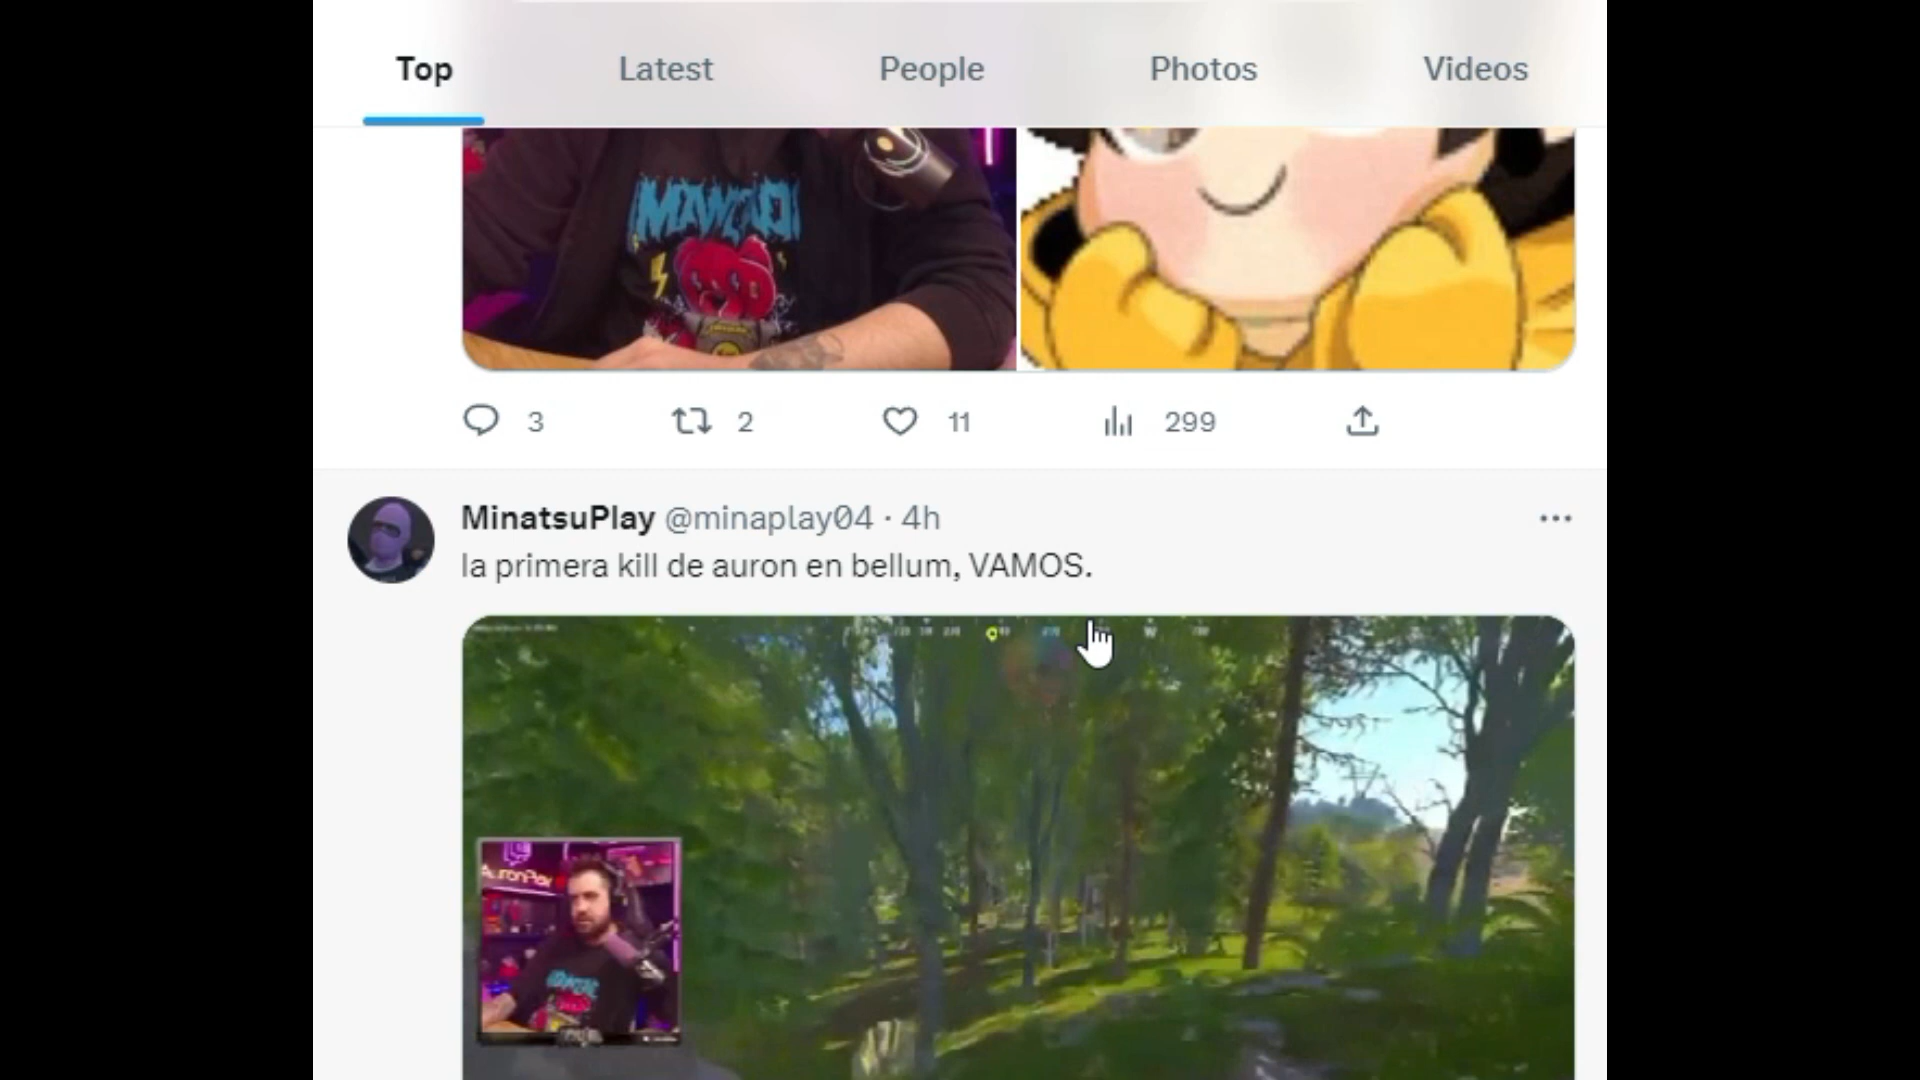 Top Latest People Photos Videos
3 2 11 299
MinatsuPlay @minaplay04 · 4h
la primera kill de auron en bellum, VAMOS.
AuronPlay